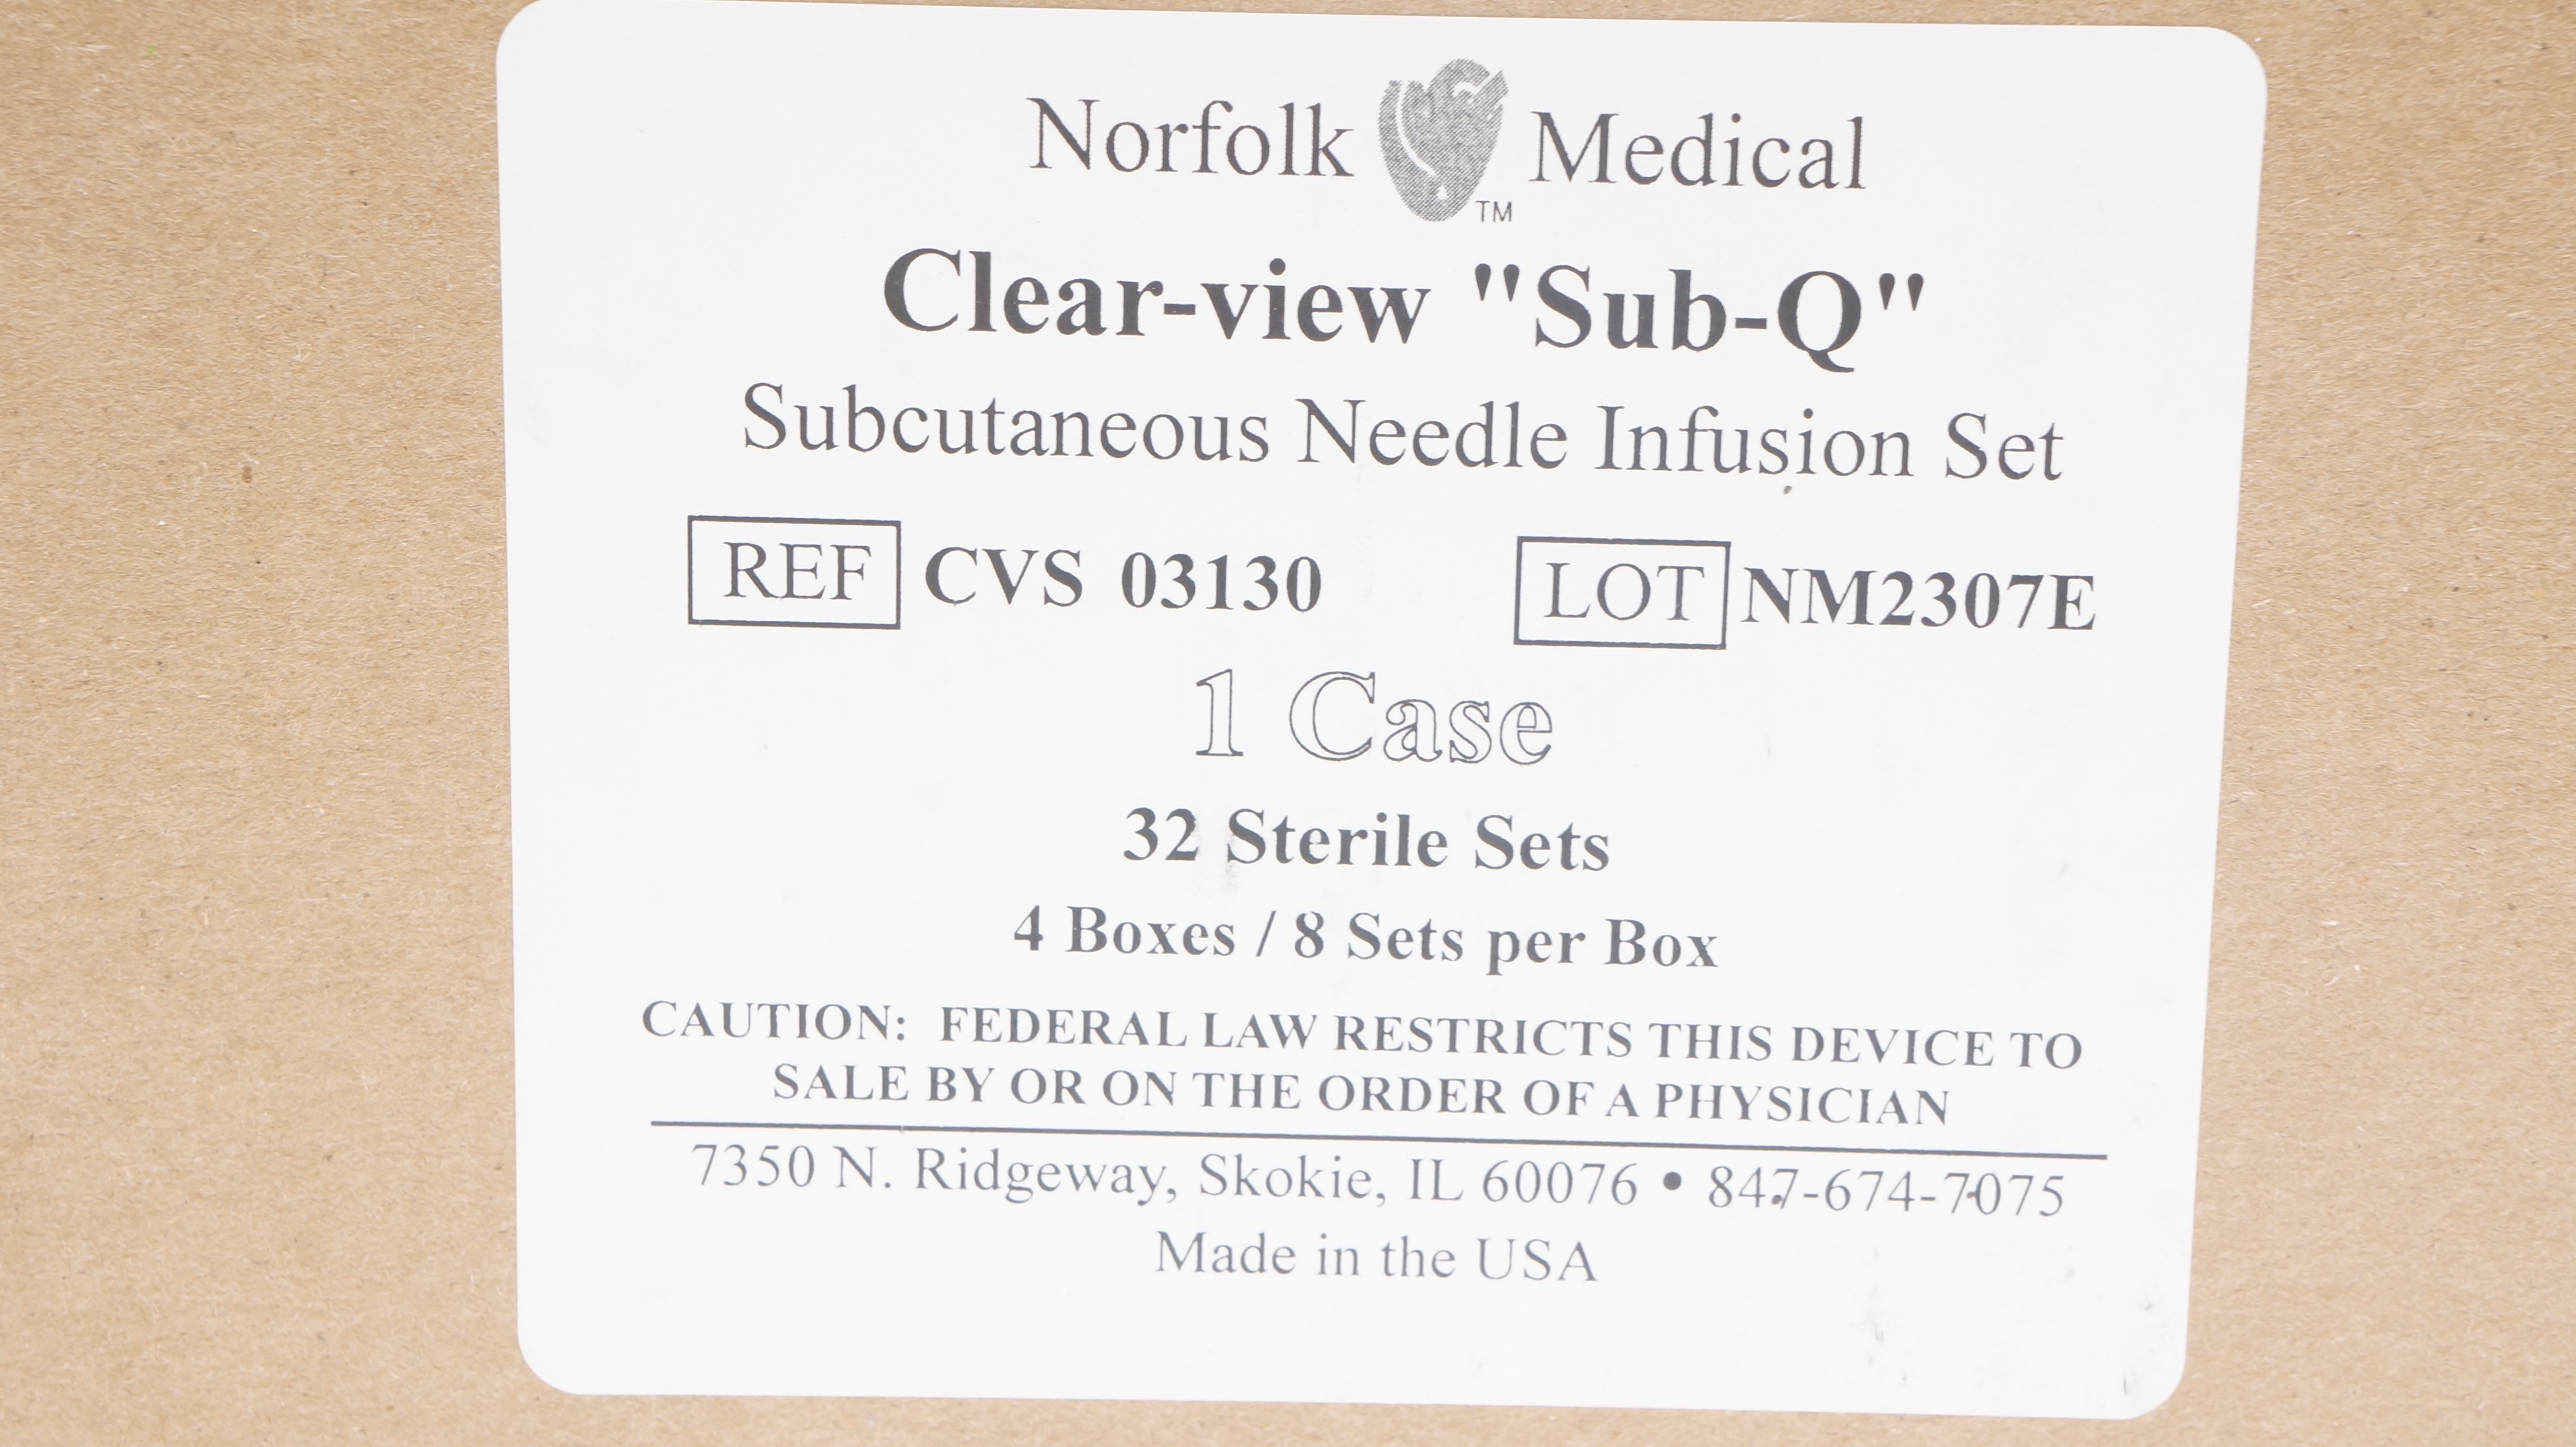 Norfolk Medical
TM
Clear-view "Sub-Q"
Subcutaneous Needle Infusion Set
REF CVS 03130 LOT NM2307E
1 Case
32 Sterile Sets
4 Boxes / 8 Sets per Box
CAUTION: FEDERAL LAW RESTRICTS THIS DEVICE TO
SALE BY OR ON THE ORDER OF A PHYSICIAN
7350 N. Ridgeway, Skokie, IL 60076 • 847-674-7075
Made in the USA